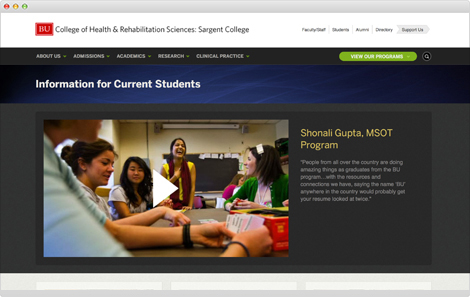 BU College of Health & Rehabilitation Sciences: Sargent College
Faculty/Staff Students Alumni Directory Support Us
ABOUT US ADMISSIONS ACADEMICS RESEARCH CLINICAL PRACTICE VIEW OUR PROGRAMS
Information for Current Students
Shonali Gupta, MSOT
Program
"People from all over the country are doing
amazing things as graduates from the BU
program…with the resources and
connections we have, saying the name 'BU'
anywhere in the country would probably get
your resume looked at twice."